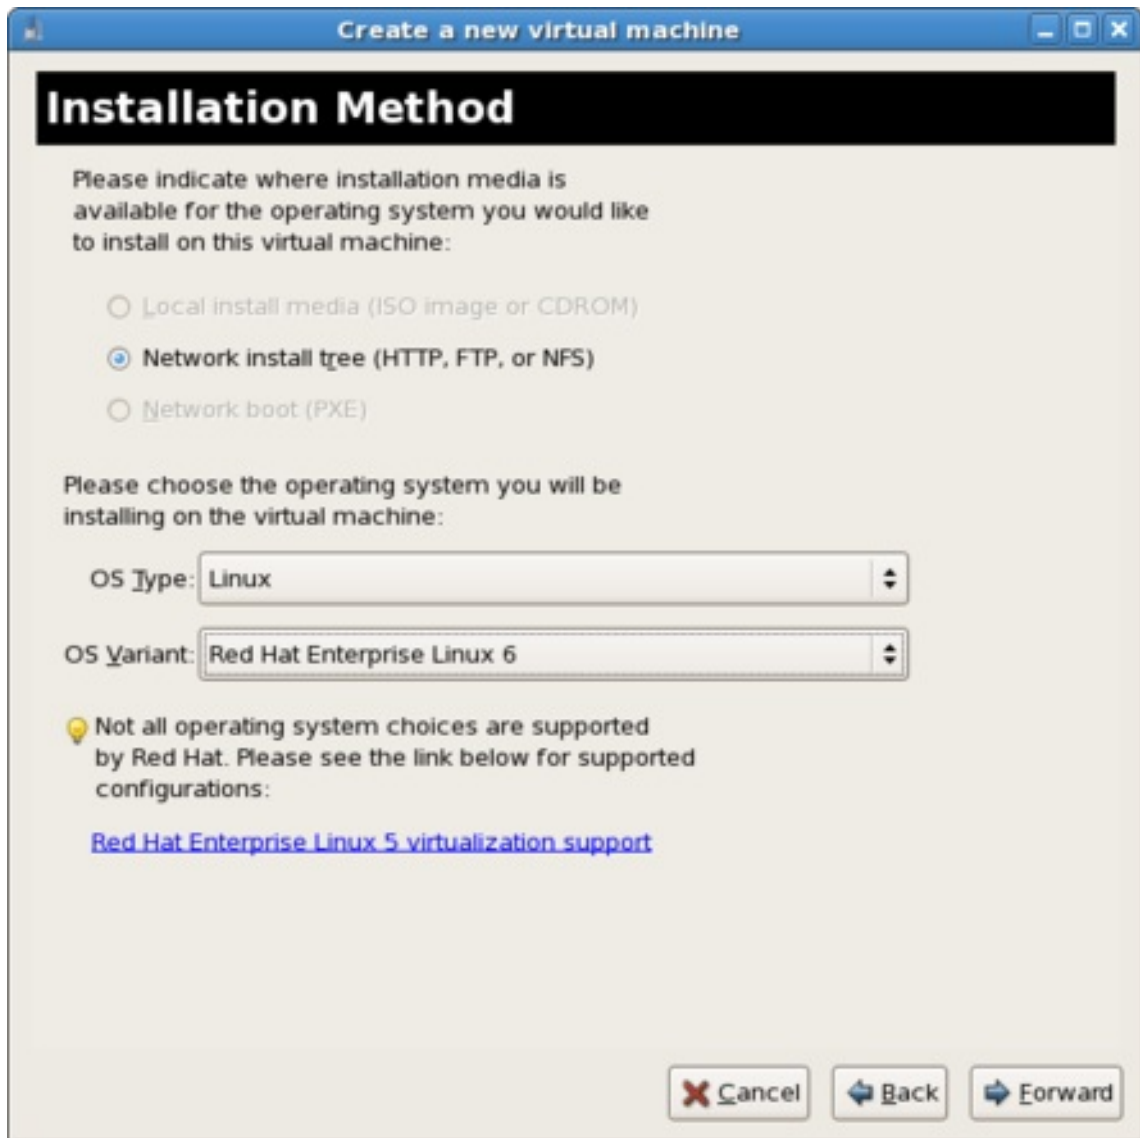 Create a new virtual machine
Installation Method
Please indicate where installation media is
available for the operating system you would like
to install on this virtual machine:
Local install media (ISO image or CDROM)
Network install tree (HTTP, FTP, or NFS)
Network boot (PXE)
Please choose the operating system you will be
installing on the virtual machine:
OS Type: Linux
OS Variant: Red Hat Enterprise Linux 6
Not all operating system choices are supported
by Red Hat. Please see the link below for supported
configurations:
Red Hat Enterprise Linux 5 virtualization support
Cancel Back Forward